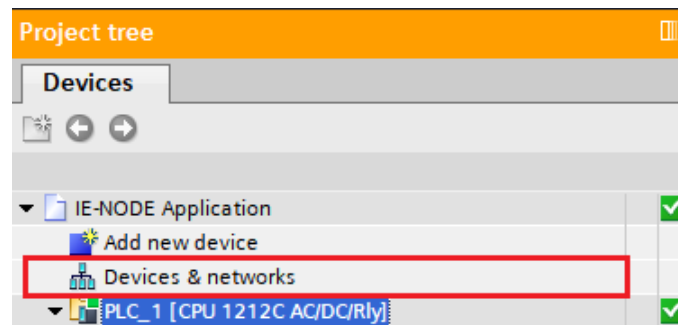 Project tree
Devices
IE-NODE Application
Add new device
Devices & networks
PLC_1 [CPU 1212C AC/DC/Rly]